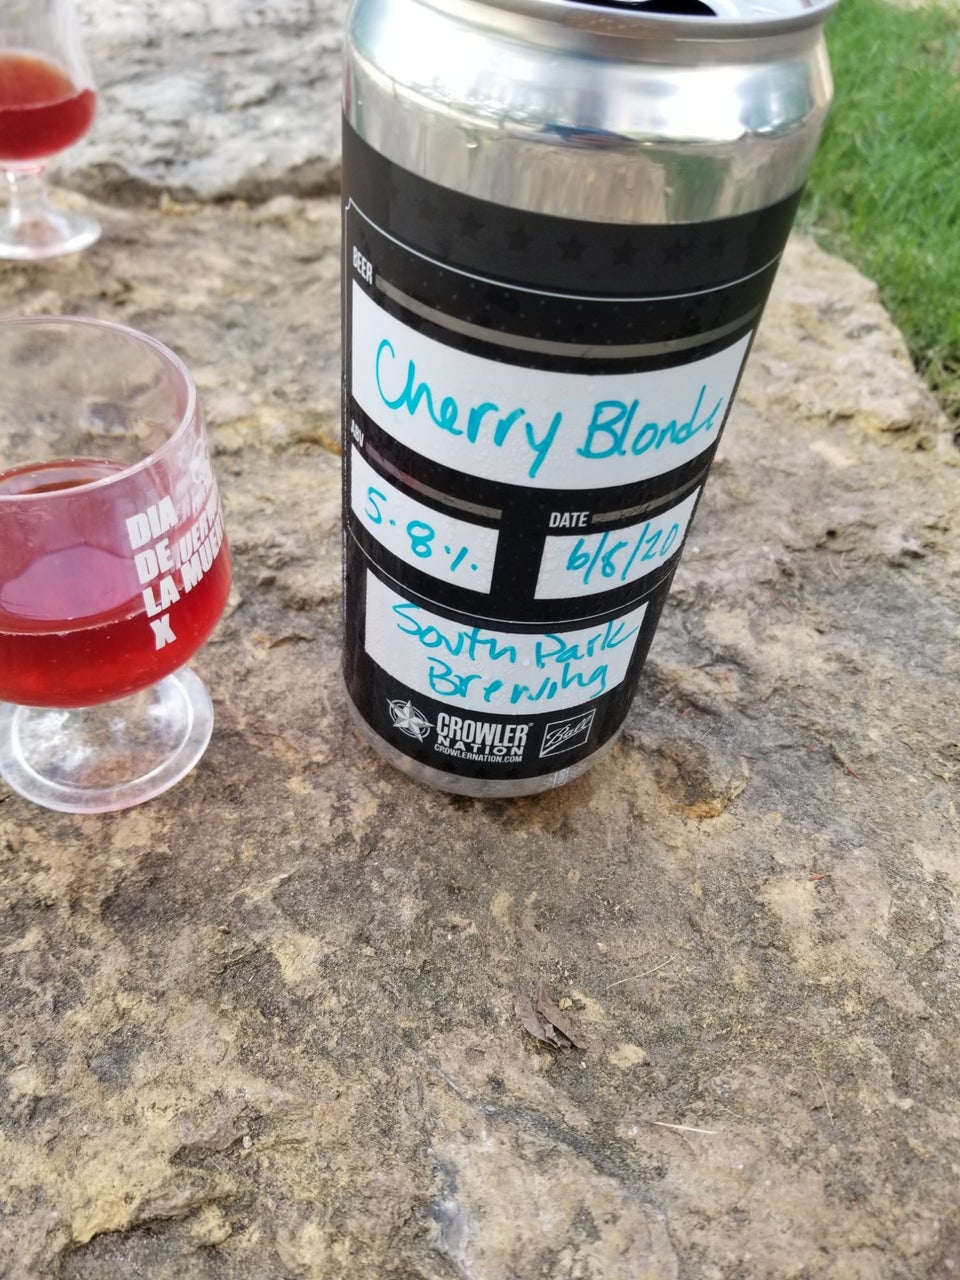 BEER
Cherry Blonde
ABV
5.8%
DATE
6/8/20
South Park
Brewing
CROWLER
NATION
CROWLERNATION.COM
Ball
DIA
DE
LA
X